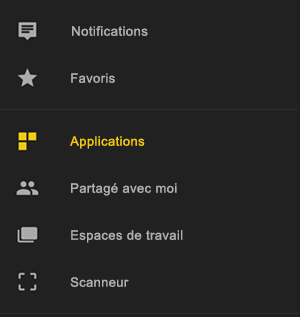 Notifications
Favoris
Applications
Partagé avec moi
Espaces de travail
Scanneur